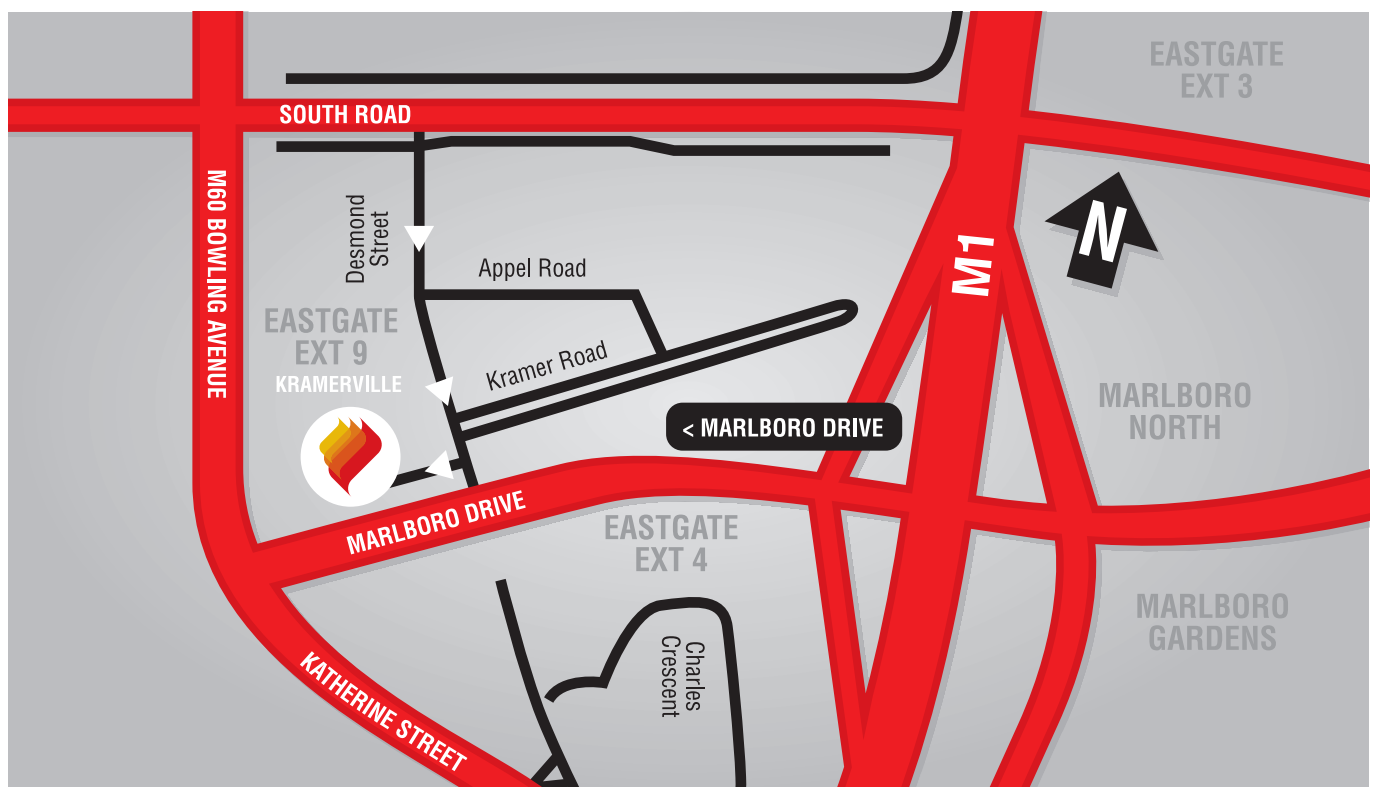 EASTGATE
EXT 3
SOUTH ROAD
M60 BOWLING AVENUE
Desmond
Street
N
M1
Appel Road
EASTGATE
EXT 9
KRAMERVILLE
Kramer Road
< MARLBORO DRIVE
MARLBORO
NORTH
MARLBORO DRIVE
EASTGATE
EXT 4
MARLBORO
GARDENS
Charles
Crescent
KATHERINE STREET